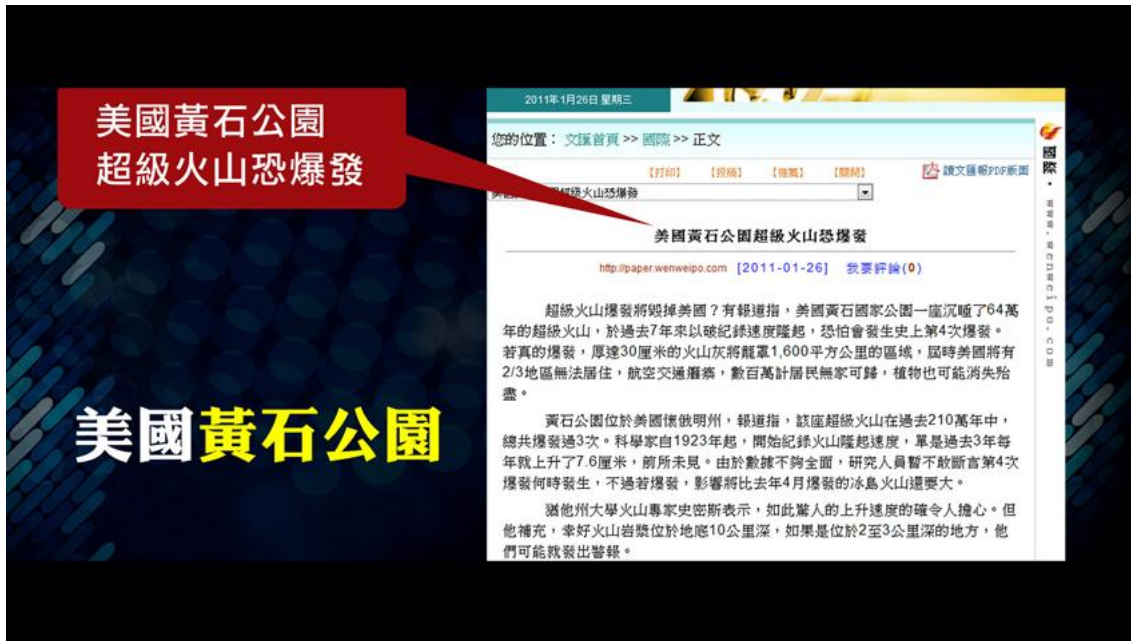 美國黃石公園
超級火山恐爆發
美國黃石公園
2011年1月26日 星期三
您的位置： 文匯首頁 >> 國際 >> 正文
【打印】 【投稿】 【推薦】 【關閉】 讀文匯報PDF版面
超級火山恐爆發
美國黃石公園超級火山恐爆發
http://paper.wenweipo.com [2011-01-26] 我要評論(0)
超級火山爆發將毀掉美國？有報道指，美國黃石國家公園一座沉睡了64萬
年的超級火山，於過去7年來以破紀錄速度隆起，恐怕會發生史上第4次爆發。
若真的爆發，厚達30厘米的火山灰將籠罩1,600平方公里的區域，屆時美國將有
2/3地區無法居住，航空交通癱瘓，數百萬計居民無家可歸，植物也可能消失殆
盡。
黃石公園位於美國懷俄明州，報道指，該座超級火山在過去210萬年中，
總共爆發過3次。科學家自1923年起，開始紀錄火山隆起速度，單是過去3年每
年就上升了7.6厘米，前所未見。由於數據不夠全面，研究人員暫不敢斷言第4次
爆發何時發生，不過若爆發，影響將比去年4月爆發的冰島火山還要大。
猶他州大學火山專家史密斯表示，如此驚人的上升速度的確令人擔心。但
他補充，幸好火山岩漿位於地底10公里深，如果是位於2至3公里深的地方，他
們可能就發出警報。
國際·www.wenweipo.com